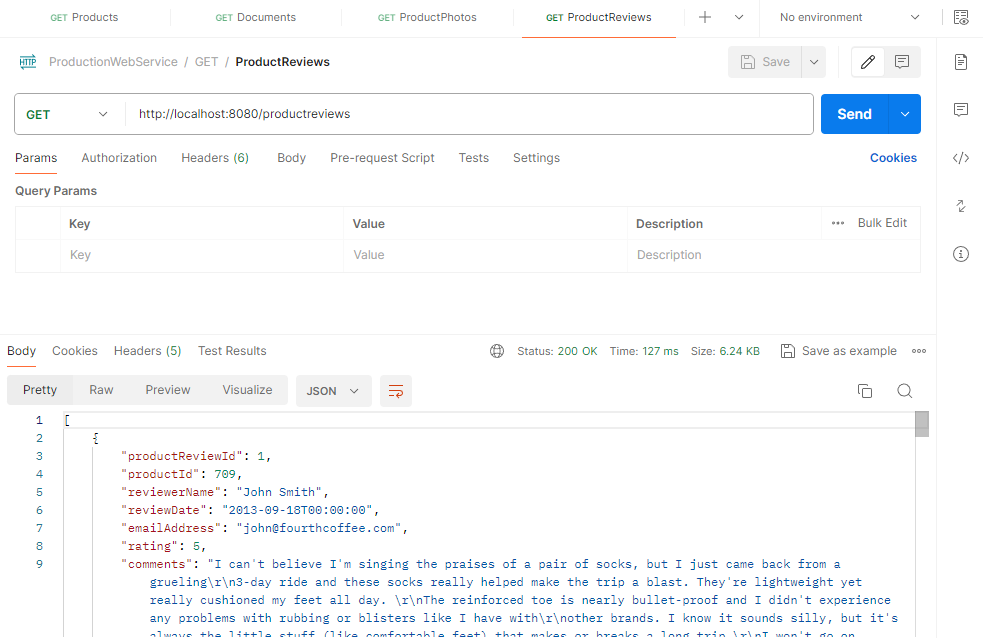 GET Products GET Documents GET ProductPhotos GET ProductReviews No environment
HTTP ProductionWebService / GET / ProductReviews Save
GET http://localhost:8080/productreviews Send
Params Authorization Headers (6) Body Pre-request Script Tests Settings Cookies
Query Params
Key Value Description Bulk Edit
Key Value Description
Body Cookies Headers (5) Test Results Status: 200 OK Time: 127 ms Size: 6.24 KB Save as example
Pretty Raw Preview Visualize JSON
1 [
2 {
3 "productReviewId": 1,
4 "productId": 709,
5 "reviewerName": "John Smith",
6 "reviewDate": "2013-09-18T00:00:00",
7 "emailAddress": "john@fourthcoffee.com",
8 "rating": 5,
9 "comments": "I can't believe I'm singing the praises of a pair of socks, but I just came back from a
grueling\r\n3-day ride and these socks really helped make the trip a blast. They're lightweight yet
really cushioned my feet all day. \r\nThe reinforced toe is nearly bullet-proof and I didn't experience
any problems with rubbing or blisters like I have with\r\nother brands. I know it sounds silly, but it's
always the little stuff (like comfortable feet) that makes or breaks a long trip.\r\nI won't go on